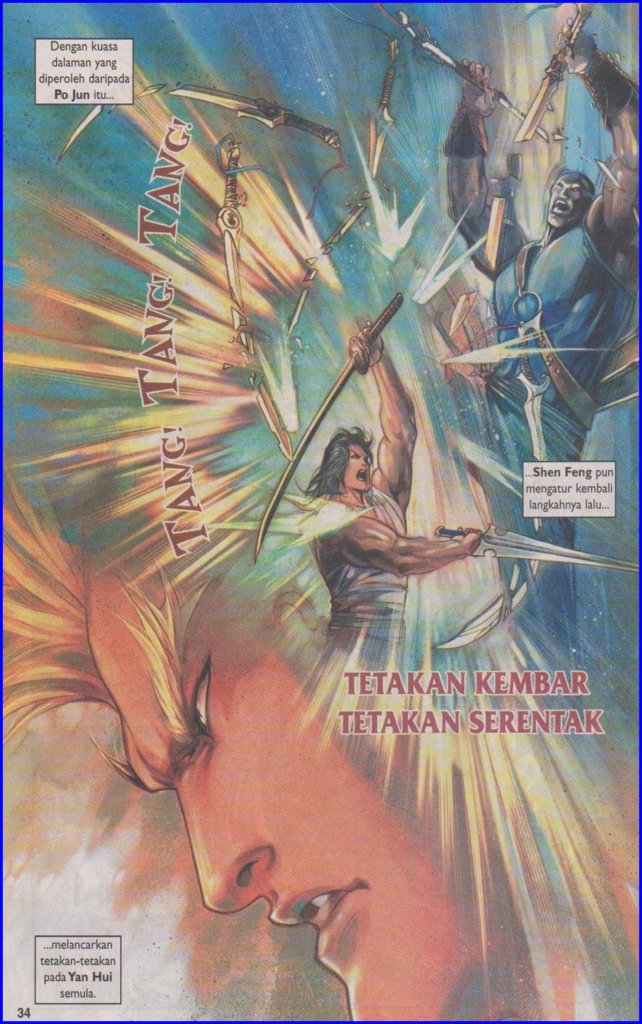 Dengan kuasa
dalaman yang
diperoleh daripada
Po Jun itu...
TANG! TANG! TANG! TANG!
...Shen Feng pun
mengatur kembali
langkahnya lalu...
TETAKAN KEMBAR
TETAKAN SERENTAK
...melancarkan
tetakan-tetakan
pada Yan Hui
semula.
34